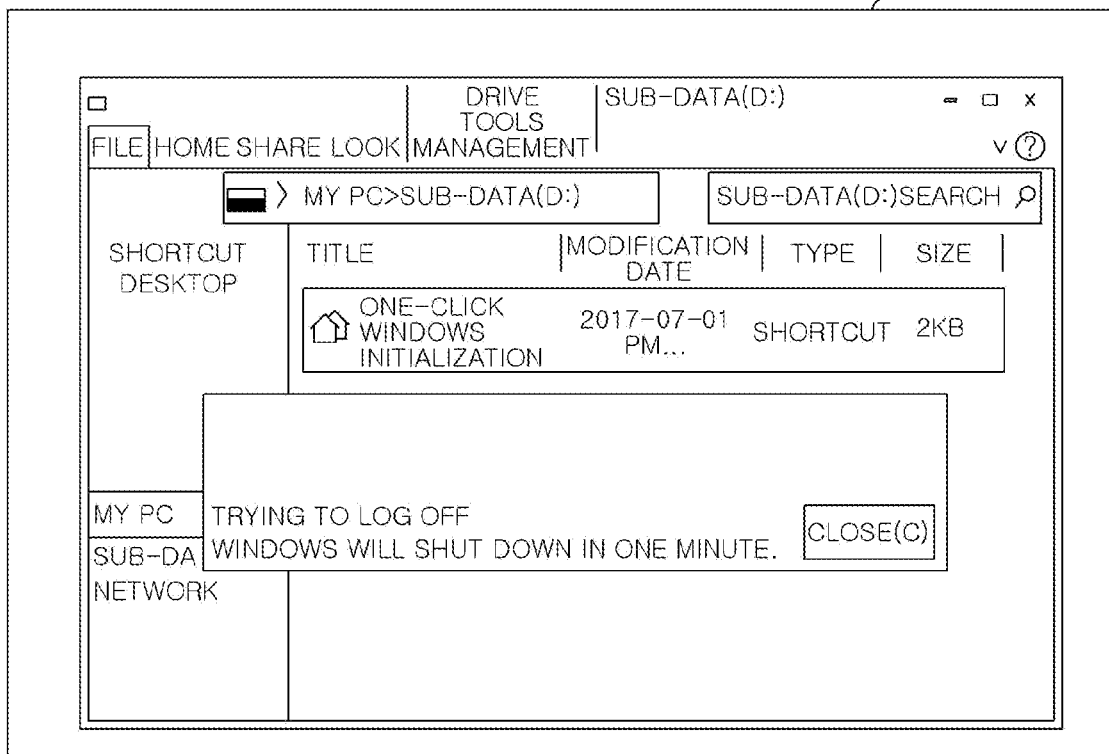 DRIVE TOOLS MANAGEMENT
SUB-DATA(D:)
FILE HOME SHARE LOOK
MY PC>SUB-DATA(D:)
SUB-DATA(D:)SEARCH
SHORTCUT
DESKTOP
TITLE
MODIFICATION
DATE
TYPE
SIZE
ONE-CLICK
WINDOWS
INITIALIZATION
2017-07-01
PM...
SHORTCUT
2KB
TRYING TO LOG OFF
WINDOWS WILL SHUT DOWN IN ONE MINUTE.
CLOSE(C)
MY PC
SUB-DA
NETWORK